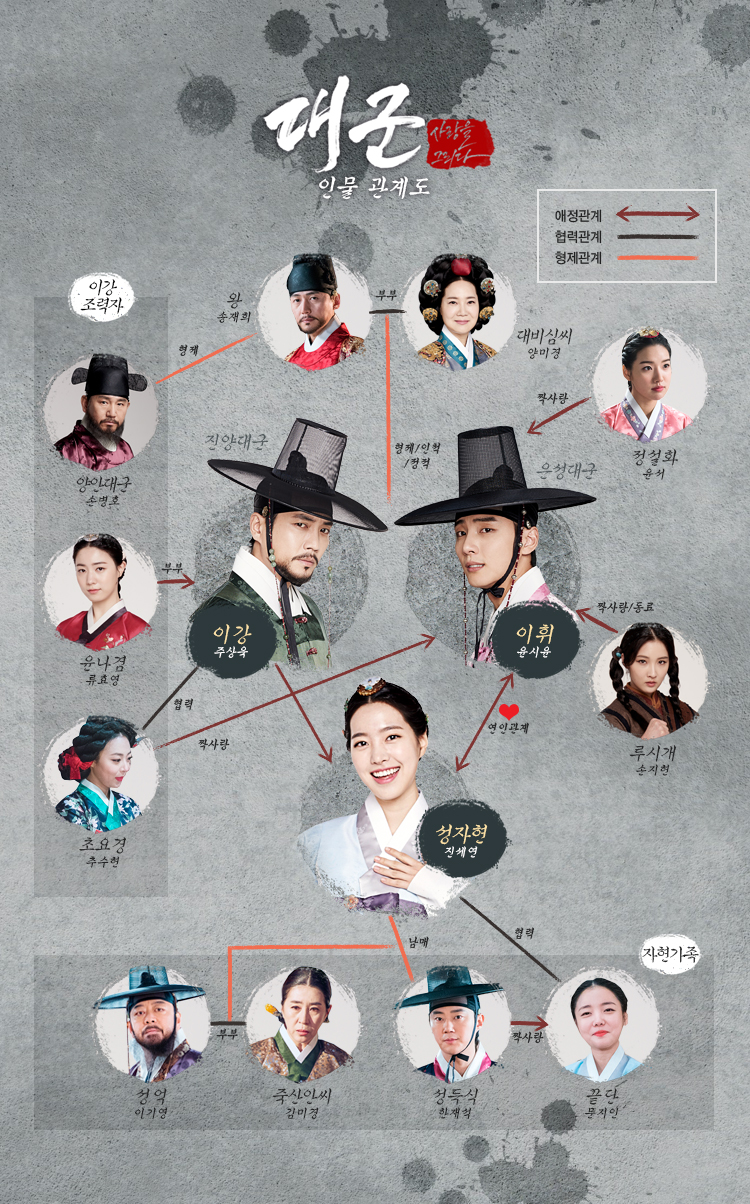 대군
사랑을
그리다
인물 관계도
애정관계
협력관계
형제관계
이강
조력자
왕
송재희
부부
대비심씨
양미경
형제
양안대군
손병호
진양대군
형제/인척
은성대군
짝사랑
정설화
윤서
부부
윤나겸
류효영
이강
주상욱
이휘
윤시윤
짝사랑/동료
루시개
손지현
협력
짝사랑
초요경
추수현
연인관계
성자현
진세연
남매
협력
자현가족
부부
짝사랑
성억
이기영
죽산안씨
김미경
성득식
한재석
끝단
문지인